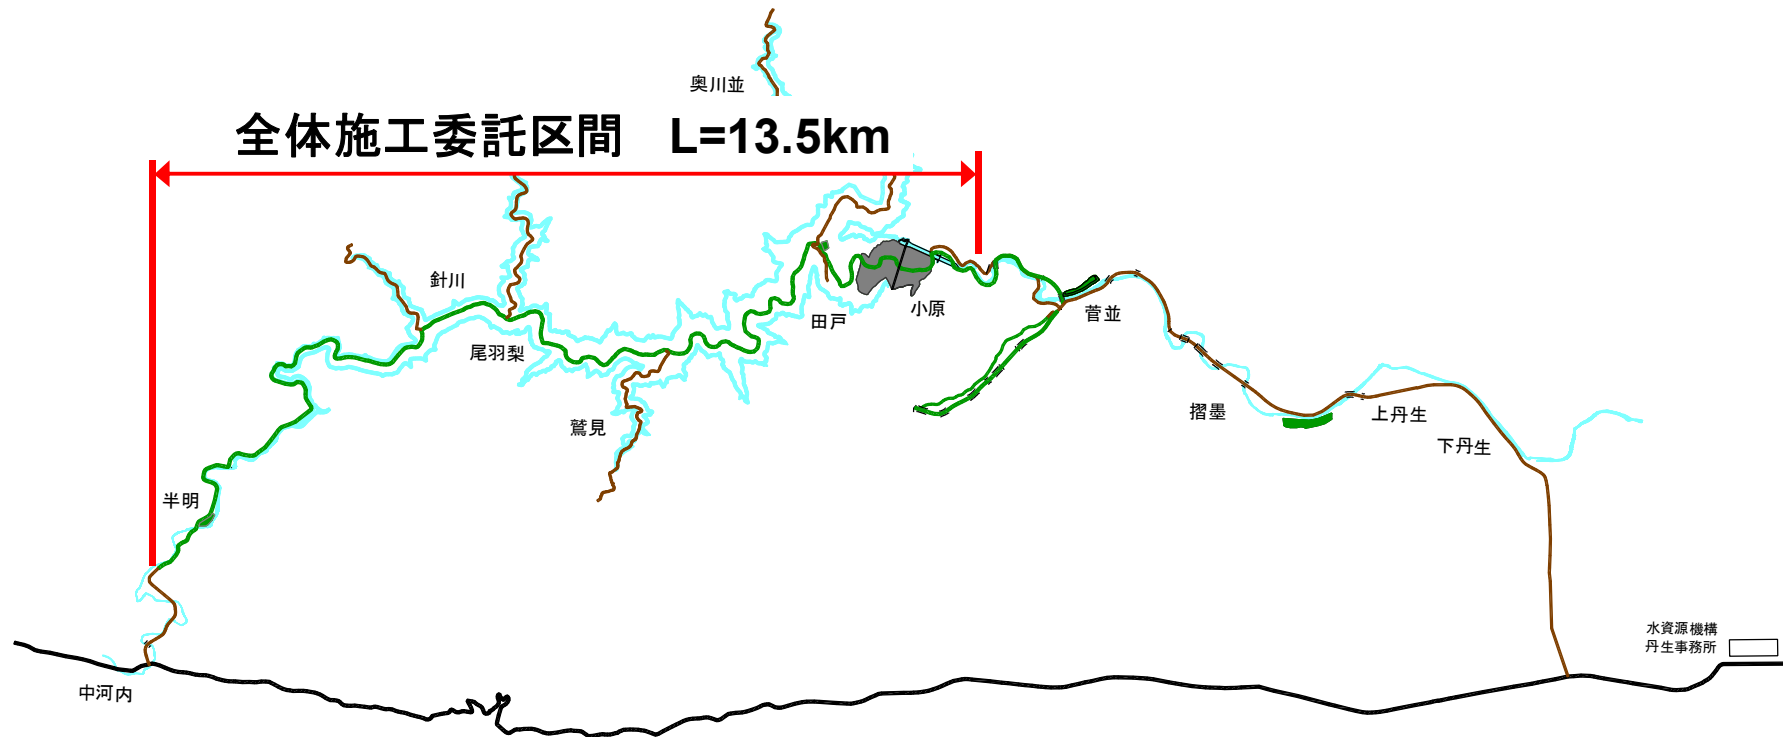 奥川並
全体施工委託区間　L=13.5km
針川
尾羽梨
田戸
小原
菅並
鷲見
摺墨
上丹生
下丹生
半明
水資源機構
丹生事務所
中河内